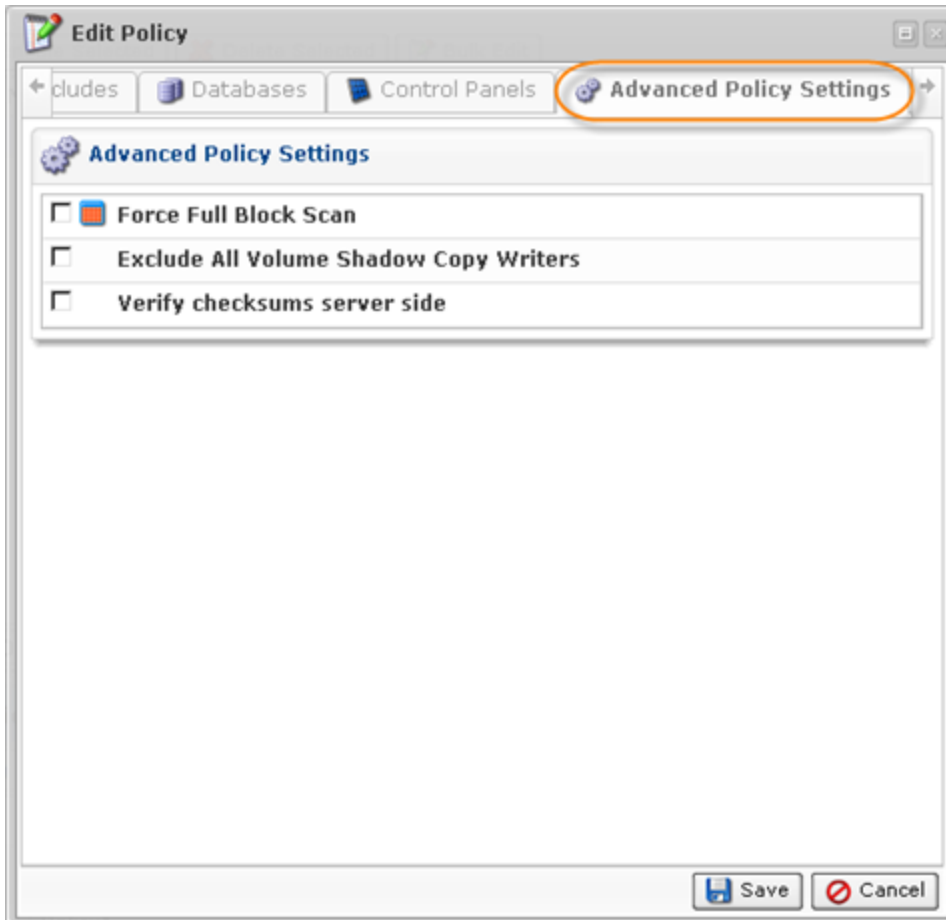 Edit Policy
cludes Databases Control Panels Advanced Policy Settings
Advanced Policy Settings
Force Full Block Scan
Exclude All Volume Shadow Copy Writers
Verify checksums server side
Save Cancel